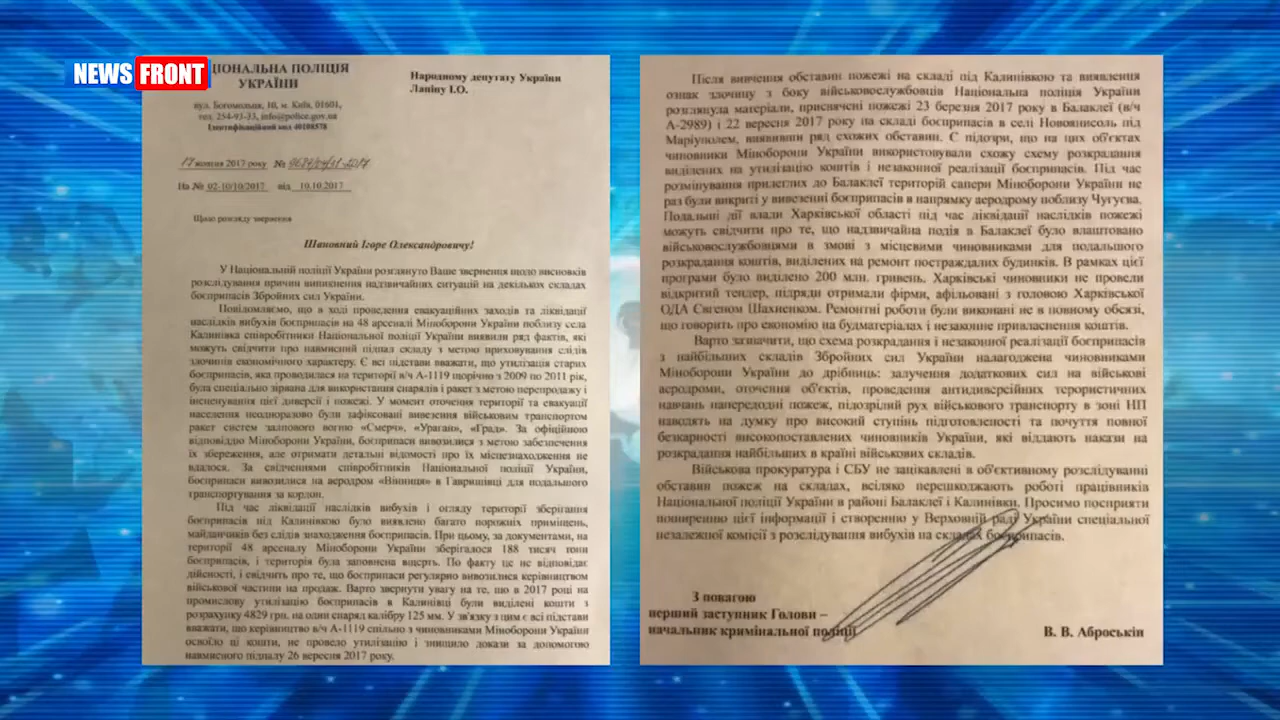 NEWS FRONT
ЦІОНАЛЬНА ПОЛІЦІЯ
УКРАЇНИ
вул. Богомольця, 10, м. Київ, 01601,
тел. 254-93-33, info@police.gov.ua
Ідентифікаційний код 40108578
17 жовтня 2017 року №
На № 02-10/10/2017 від 10.10.2017
Щодо розгляду звернення
Народному депутату України
Лапіну І.О.
Шановний Ігоре Олександровичу!
У Національній поліції України розглянуто Ваше звернення щодо висновків
розслідування причин виникнення надзвичайних ситуацій на декількох складах
боєприпасів Збройних сил України.
Повідомляємо, що в ході проведення евакуаційних заходів та ліквідації
наслідків вибухів боєприпасів на 48 арсеналі Міноборони України поблизу села
Калинівка співробітники Національної поліції України виявили ряд фактів, які
можуть свідчити про навмисний підпал складу з метою приховування слідів
злочинів економічного характеру. Є всі підстави вважати, що утилізація старих
боєприпасів, яка проводилася на території в/ч А-1119 щорічно з 2009 по 2011 рік,
була спеціально зірвана для використання снарядів і ракет з метою перепродажу і
інсценування цієї диверсії і пожежі. У момент оточення території та евакуації
населення неодноразово були зафіксовані вивезення військовим транспортом
ракет систем залпового вогню «Смерч», «Ураган», «Град». За офіційною
відповіддю Міноборони України, боєприпаси вивозилися з метою забезпечення
їх збереження, але отримати детальні відомості про їх місцезнаходження не
вдалося. За свідченнями співробітників Національної поліції України,
боєприпаси вивозилися на аеродром «Вінниця» в Гавришівці для подальшого
транспортування за кордон.
Під час ліквідації наслідків вибухів і огляду території зберігання
боєприпасів під Калинівкою було виявлено багато порожніх приміщень,
майданчиків без слідів знаходження боєприпасів. При цьому, за документами, на
території 48 арсеналу Міноборони України зберігалося 188 тисяч тонн
боєприпасів, і територія була заповнена вщерть. По факту це не відповідає
дійсності, і свідчить про те, що боєприпаси регулярно вивозилися керівництвом
військової частини на продаж. Варто звернути увагу на те, що в 2017 році на
промислову утилізацію боєприпасів в Калинівці були виділені кошти з
розрахунку 4829 грн. на один снаряд калібру 125 мм. У зв'язку з цим є всі підстави
вважати, що керівництво в/ч А-1119 спільно з чиновниками Міноборони України
освоїло ці кошти, не провело утилізацію і знищило докази за допомогою
навмисного підпалу 26 вересня 2017 року.
Після вивчення обставин пожежі на складі під Калинівкою та виявлення
ознак злочину з боку військовослужбовців Національна поліція України
розглянула матеріали, присвячені пожежі 23 березня 2017 року в Балаклеї (в/ч
А-2989) і 22 вересня 2017 року на складі боєприпасів в селі Новоянисоль під
Маріуполем, виявивши ряд схожих обставин. Є підозри, що на цих об'єктах
чиновники Міноборони України використовували схожу схему розкрадання
виділених на утилізацію коштів і незаконної реалізації боєприпасів. Під час
розмінування прилеглих до Балаклеї територій сапери Міноборони України не
раз були викриті у вивезенні боєприпасів в напрямку аеродрому поблизу Чугуєва.
Подальші дії влади Харківської області під час ліквідації наслідків пожежі
можуть свідчити про те, що надзвичайна подія в Балаклеї було влаштовано
військовослужбовцями в змові з місцевими чиновниками для подальшого
розкрадання коштів, виділених на ремонт постраждалих будинків. В рамках цієї
програми було виділено 200 млн. гривень. Харківські чиновники не провели
відкритий тендер, підряди отримали фірми, афільовані з головою Харківської
ОДА Євгеном Шахненком. Ремонтні роботи були виконані не в повному обсязі,
що говорить про економію на будматеріалах і незаконне привласнення коштів.
Варто зазначити, що схема розкрадання і незаконної реалізації боєприпасів
з найбільших складів Збройних сил України налагоджена чиновниками
Міноборони України до дрібниць: залучення додаткових сил на військові
аеродроми, оточення об'єктів, проведення антидиверсійних терористичних
навчань напередодні пожеж, підозрілий рух військового транспорту в зоні НП
наводять на думку про високий ступінь підготовленості та почуття повної
безкарності високопоставлених чиновників України, які віддають накази на
розкрадання найбільших в країні військових складів.
Військова прокуратура і СБУ не зацікавлені в об'єктивному розслідуванні
обставин пожеж на складах, всіляко перешкоджають роботі працівників
Національної поліції України в районі Балаклеї і Калинівки. Просимо посприяти
поширенню цієї інформації і створенню у Верховній раді України спеціальної
незалежної комісії з розслідування вибухів на складах боєприпасів.
З повагою
перший заступник Голови –
начальник кримінальної поліції
В. В. Аброськін